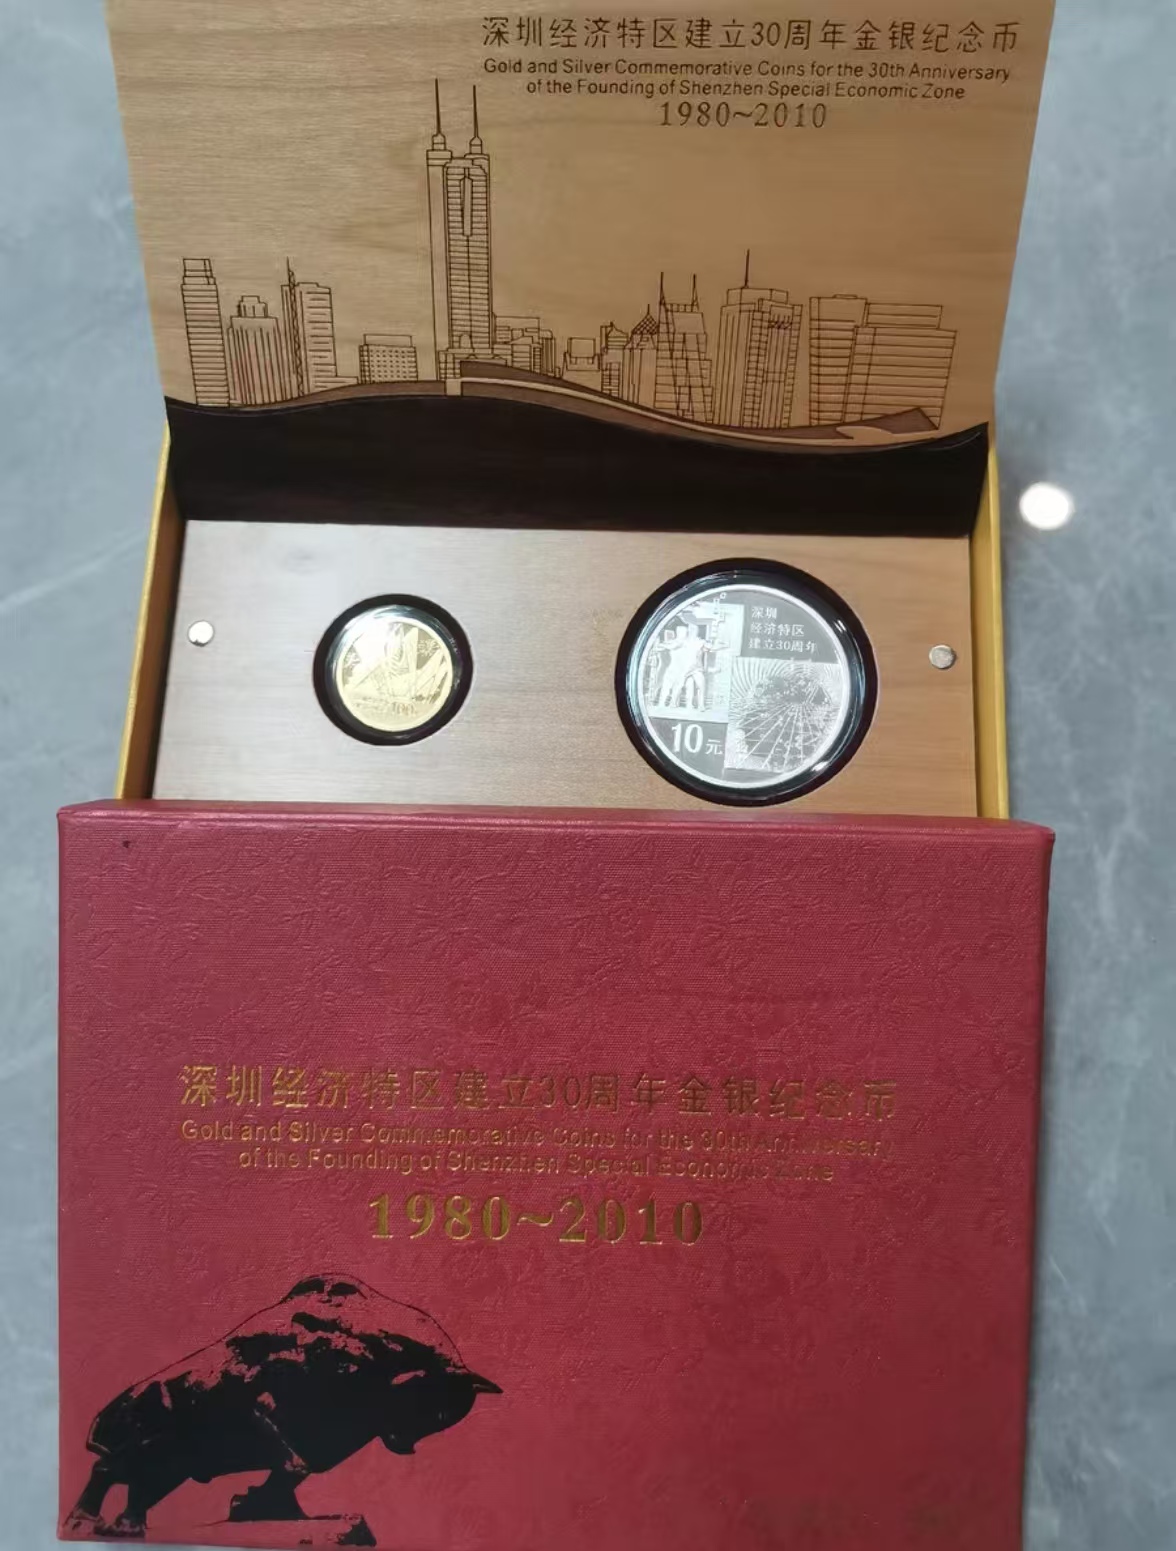 深圳经济特区建立30周年金银纪念币
Gold and Silver Commemorative Coins for the 30th Anniversary
of the Founding of Shenzhen Special Economic Zone
1980~2010
100
深圳
经济特区
建立30周年
10元
深圳经济特区建立30周年金银纪念币
Gold and Silver Commemorative Coins for the 30th Anniversary
of the Founding of Shenzhen Special Economic Zone
1980~2010